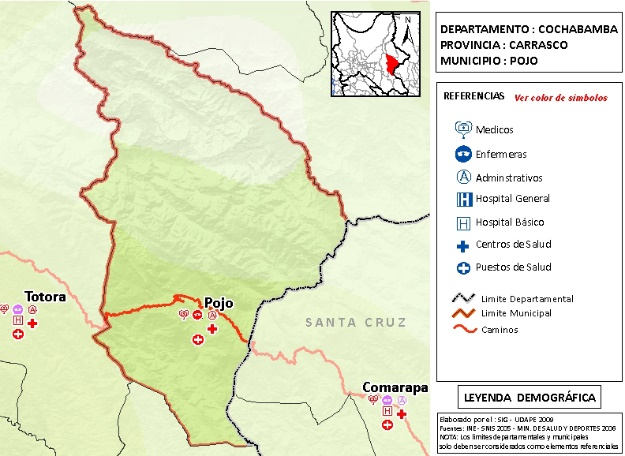 DEPARTAMENTO : COCHABAMBA
PROVINCIA : CARRASCO
MUNICIPIO : POJO
N
REFERENCIAS Ver color de símbolos
Medicos
Enfermeras
Adminstrativos
Hospital General
Hospital Básico
Centros de Salud
Puestos de Salud
Limite Departamental
Limite Municipal
Caminos
Totora
Pojo
SANTA CRUZ
Comarapa
LEYENDA DEMOGRÁFICA
Elaborado por el : SIG - UDAPE 2009
Fuentes: INE- SNIS 2005 - MIN. DE SALUD Y DEPORTES 2006
NOTA: Los limites departamentales y municipales
solo deben ser considerados como elementos referenciales